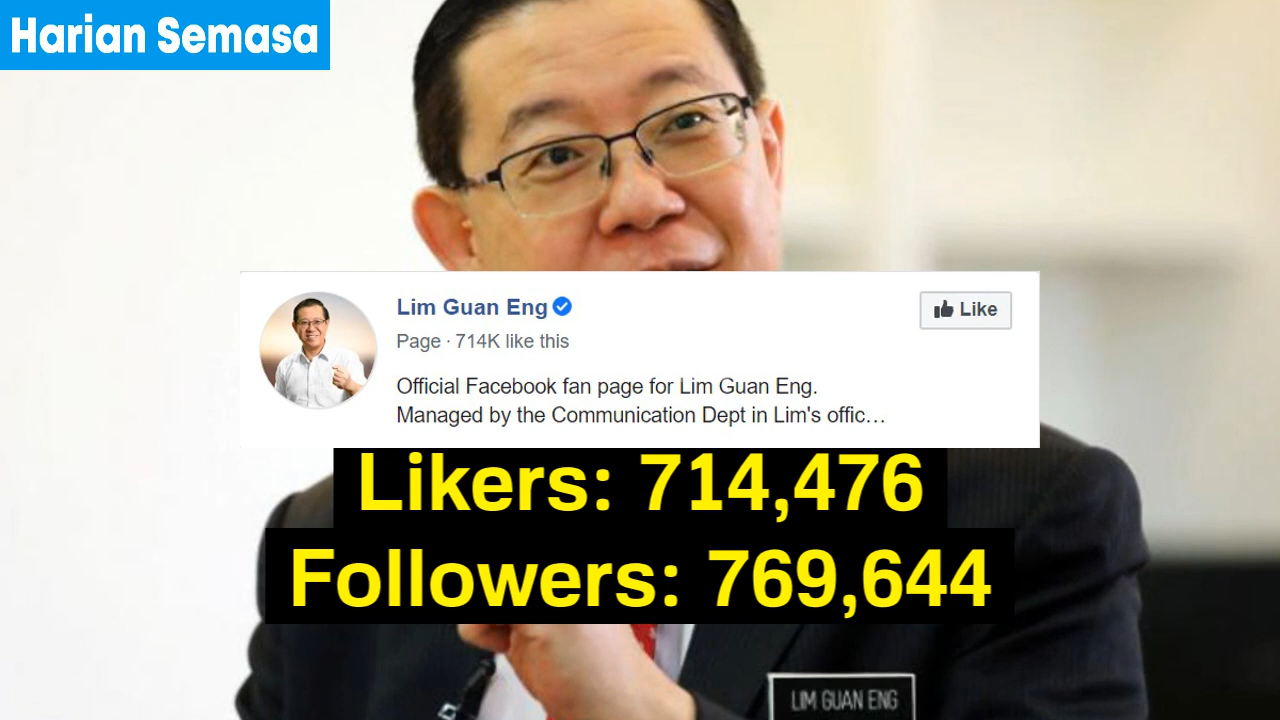 Harian Semasa
Lim Guan Eng
Like
Page · 714K like this
Official Facebook fan page for Lim Guan Eng.
Managed by the Communication Dept in Lim's offic…
Likers: 714,476
Followers: 769,644
LIM GUAN ENG